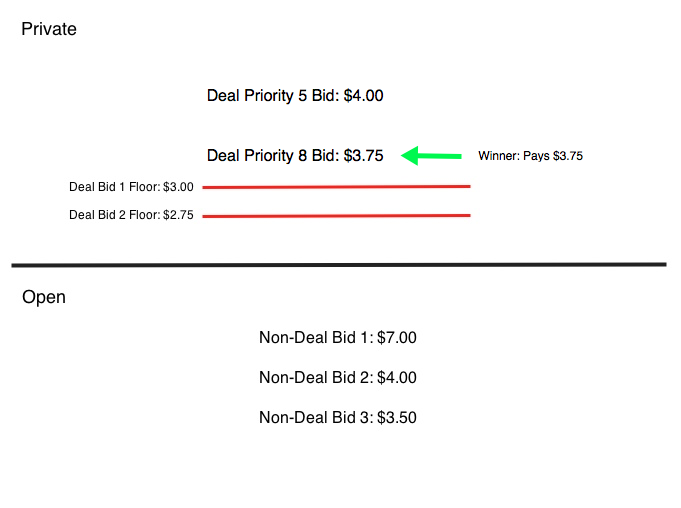 Private
Deal Priority 5 Bid: $4.00
Deal Priority 8 Bid: $3.75
Winner: Pays $3.75
Deal Bid 1 Floor: $3.00
Deal Bid 2 Floor: $2.75
Open
Non-Deal Bid 1: $7.00
Non-Deal Bid 2: $4.00
Non-Deal Bid 3: $3.50